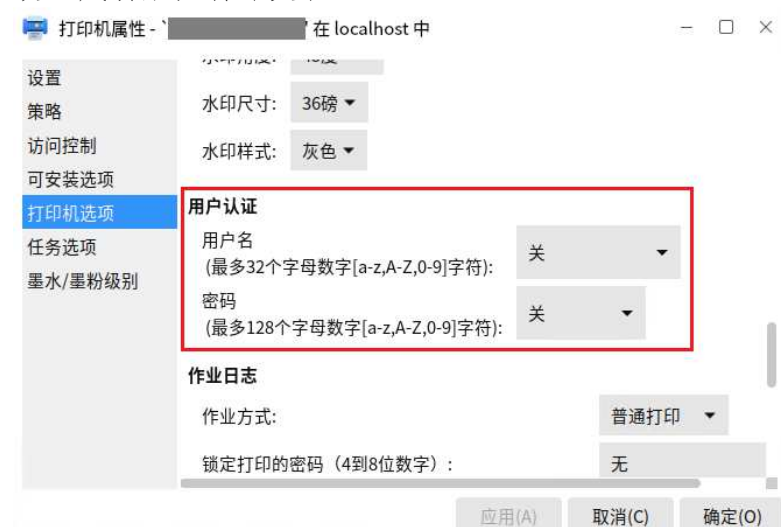 打印机属性 - `' 在 localhost 中
设置
策略
访问控制
可安装选项
打印机选项
任务选项
墨水/墨粉级别
水印尺寸: 36磅
水印样式: 灰色
用户认证
用户名
(最多32个字母数字[a-z,A-Z,0-9]字符): 关
密码
(最多128个字母数字[a-z,A-Z,0-9]字符): 关
作业日志
作业方式: 普通打印
锁定打印的密码（4到8位数字）: 无
应用(A) 取消(C) 确定(O)